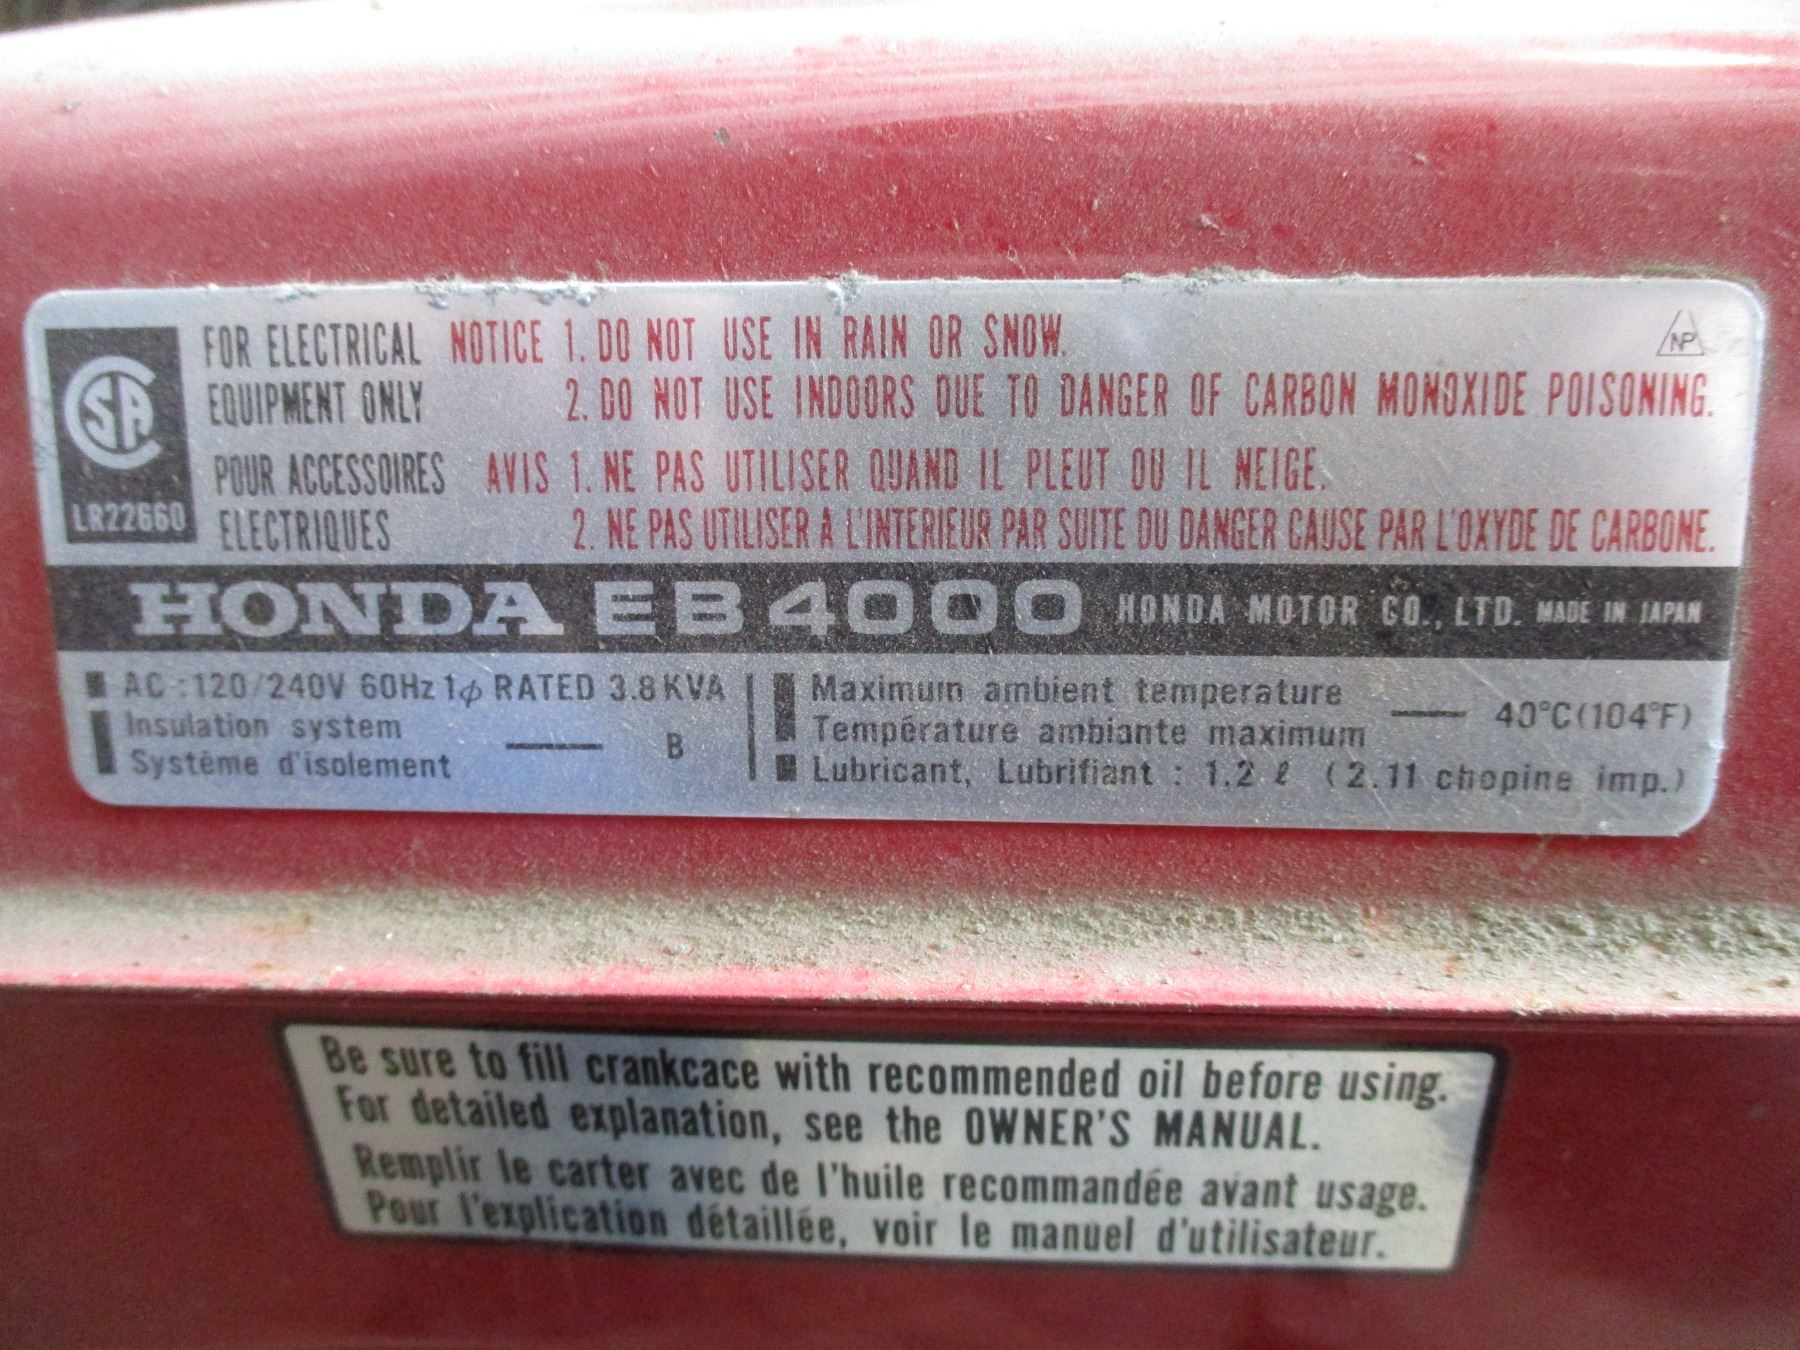 FOR ELECTRICAL EQUIPMENT ONLY
NOTICE 1. DO NOT USE IN RAIN OR SNOW.
2. DO NOT USE INDOORS DUE TO DANGER OF CARBON MONOXIDE POISONING.
NP
SA
LR22660
POUR ACCESSOIRES ELECTRIQUES
AVIS 1. NE PAS UTILISER QUAND IL PLEUT OU IL NEIGE.
2. NE PAS UTILISER A L'INTERIEUR PAR SUITE DU DANGER CAUSE PAR L'OXYDE DE CARBONE.
HONDA EB4000 HONDA MOTOR CO., LTD. MADE IN JAPAN
AC : 120/240V 60Hz 1ϕ RATED 3.8KVA
Insulation system
Système d'isolement — B
Maximum ambient temperature
Température ambiante maximum — 40°C(104°F)
Lubricant, Lubrifiant : 1.2 ℓ (2.11 chopine imp.)
Be sure to fill crankcace with recommended oil before using.
For detailed explanation, see the OWNER'S MANUAL.
Remplir le carter avec de l'huile recommandée avant usage.
Pour l'explication détaillée, voir le manuel d'utilisateur.